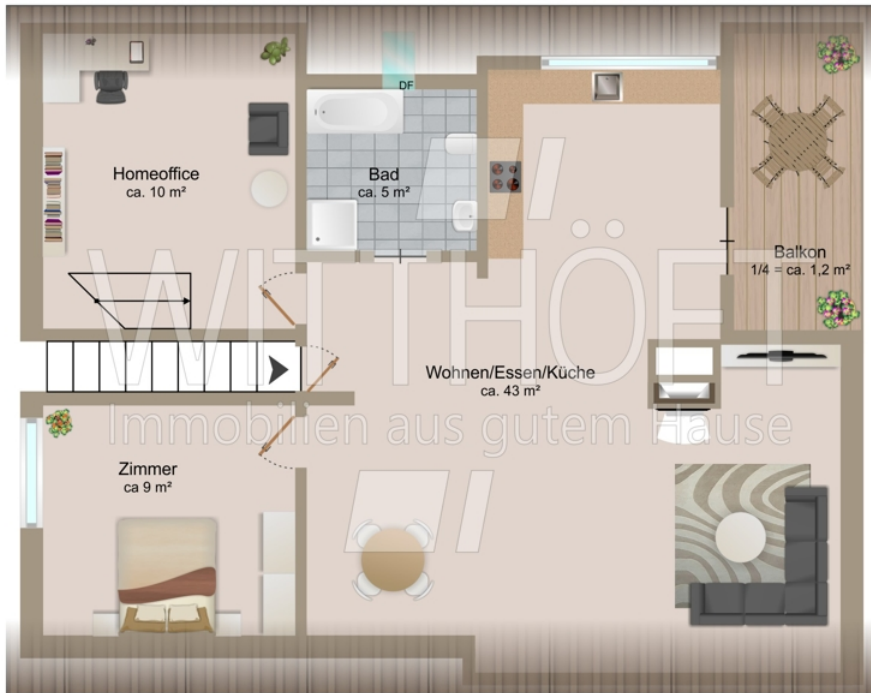 DF
Homeoffice
ca. 10 m²
Bad
ca. 5 m²
Balkon
1/4 = ca. 1,2 m²
WITTHÖFT
Immobilien aus gutem Hause
Wohnen/Essen/Küche
ca. 43 m²
Zimmer
ca 9 m²